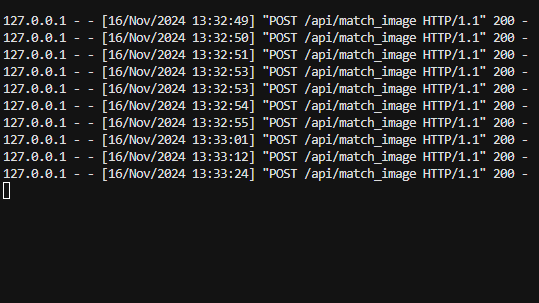 127.0.0.1 - - [16/Nov/2024 13:32:49] "POST /api/match_image HTTP/1.1" 200 -
127.0.0.1 - - [16/Nov/2024 13:32:50] "POST /api/match_image HTTP/1.1" 200 -
127.0.0.1 - - [16/Nov/2024 13:32:51] "POST /api/match_image HTTP/1.1" 200 -
127.0.0.1 - - [16/Nov/2024 13:32:53] "POST /api/match_image HTTP/1.1" 200 -
127.0.0.1 - - [16/Nov/2024 13:32:53] "POST /api/match_image HTTP/1.1" 200 -
127.0.0.1 - - [16/Nov/2024 13:32:54] "POST /api/match_image HTTP/1.1" 200 -
127.0.0.1 - - [16/Nov/2024 13:32:55] "POST /api/match_image HTTP/1.1" 200 -
127.0.0.1 - - [16/Nov/2024 13:33:01] "POST /api/match_image HTTP/1.1" 200 -
127.0.0.1 - - [16/Nov/2024 13:33:12] "POST /api/match_image HTTP/1.1" 200 -
127.0.0.1 - - [16/Nov/2024 13:33:24] "POST /api/match_image HTTP/1.1" 200 -